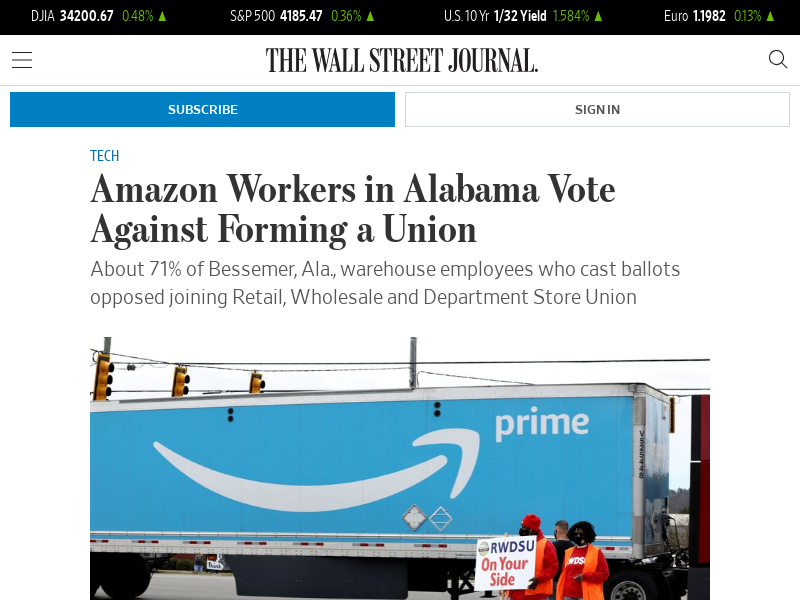 DJIA 34200.67 0.48% ▲ S&P 500 4185.47 0.36% ▲ U.S. 10 Yr 1/32 Yield 1.584% ▲ Euro 1.1982 0.13% ▲
THE WALL STREET JOURNAL.
SUBSCRIBE SIGN IN
TECH
Amazon Workers in Alabama Vote
Against Forming a Union
About 71% of Bessemer, Ala., warehouse employees who cast ballots
opposed joining Retail, Wholesale and Department Store Union
prime
RWDSU
On Your
Side